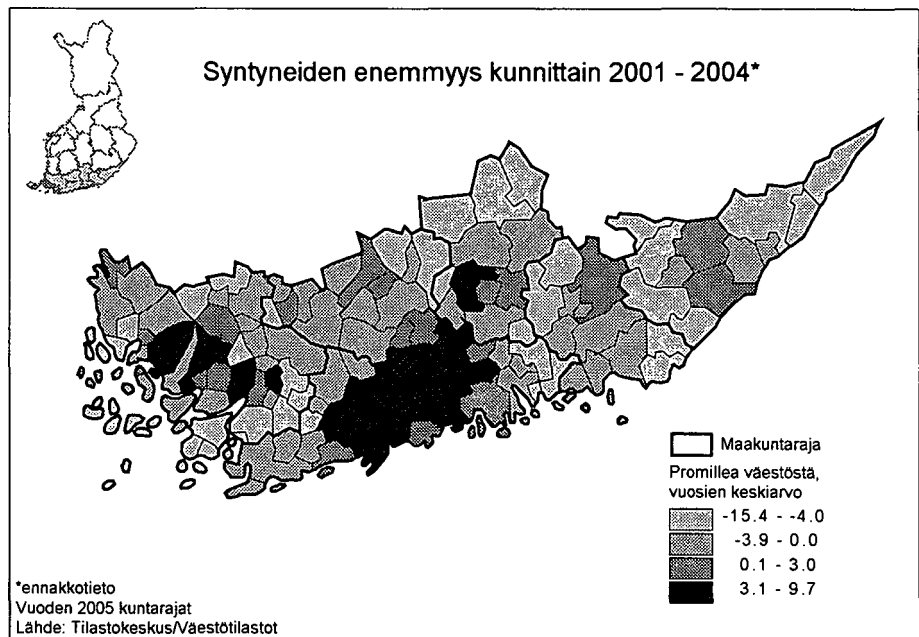 Syntyneiden enemmyys kunnittain 2001 - 2004*
Maakuntaraja
Promillea väestöstä,
vuosien keskiarvo
-15.4 - -4.0
-3.9 - 0.0
0.1 - 3.0
3.1 - 9.7
*ennakkotieto
Vuoden 2005 kuntarajat
Lähde: Tilastokeskus/Väestötilastot